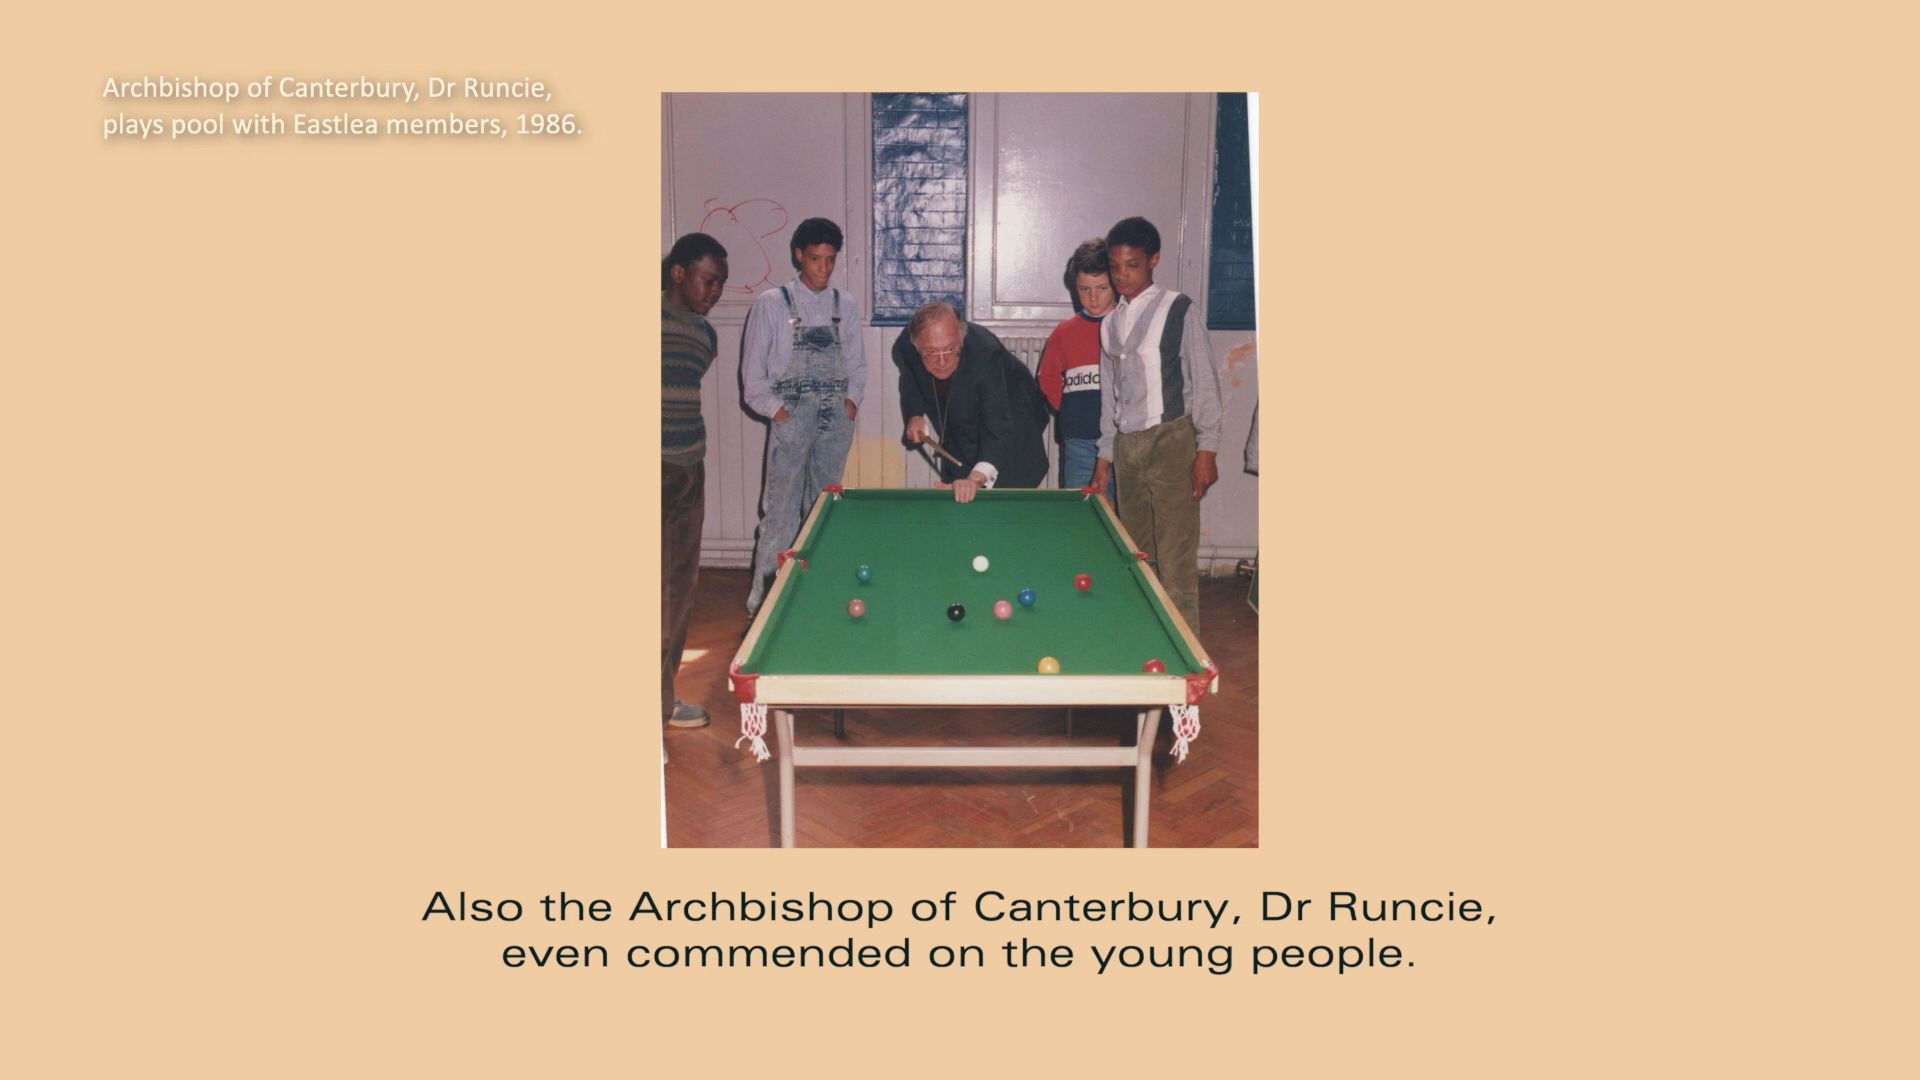 Archbishop of Canterbury, Dr Runcie,
plays pool with Eastlea members, 1986.
Also the Archbishop of Canterbury, Dr Runcie,
even commended on the young people.